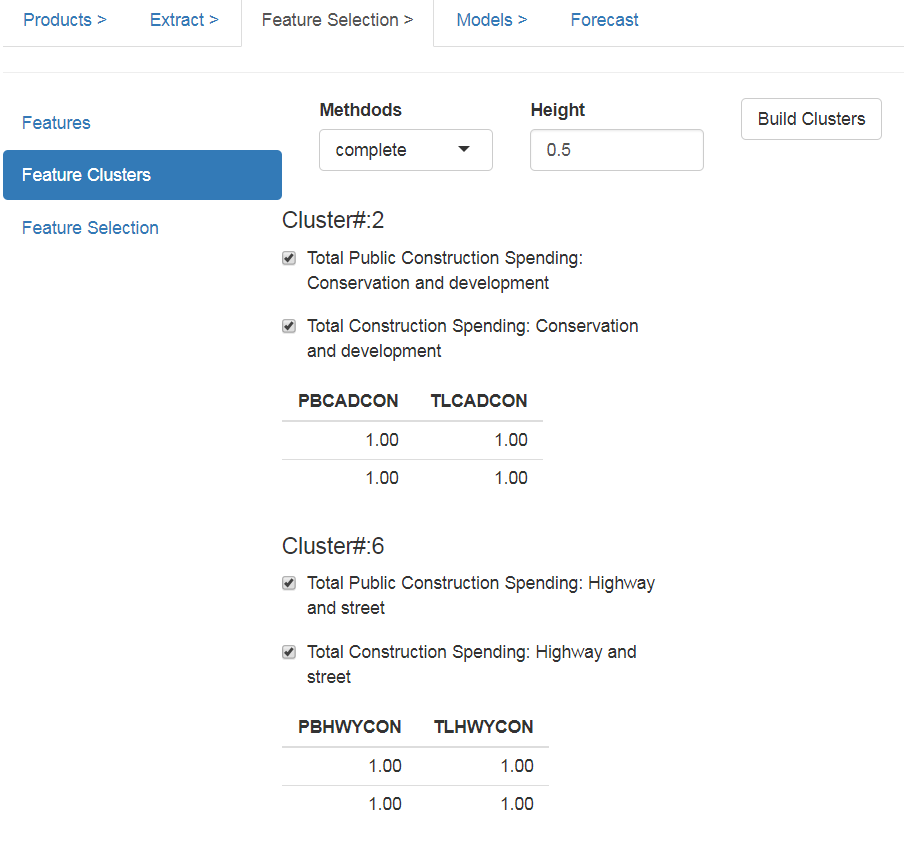 Products > Extract > Feature Selection > Models > Forecast
Features
Feature Clusters
Feature Selection
Methdods Height
complete 0.5 Build Clusters
Cluster#:2
Total Public Construction Spending:
Conservation and development
Total Construction Spending: Conservation
and development
PBCADCON TLCADCON
1.00 1.00
1.00 1.00
Cluster#:6
Total Public Construction Spending: Highway
and street
Total Construction Spending: Highway and
street
PBHWYCON TLHWYCON
1.00 1.00
1.00 1.00